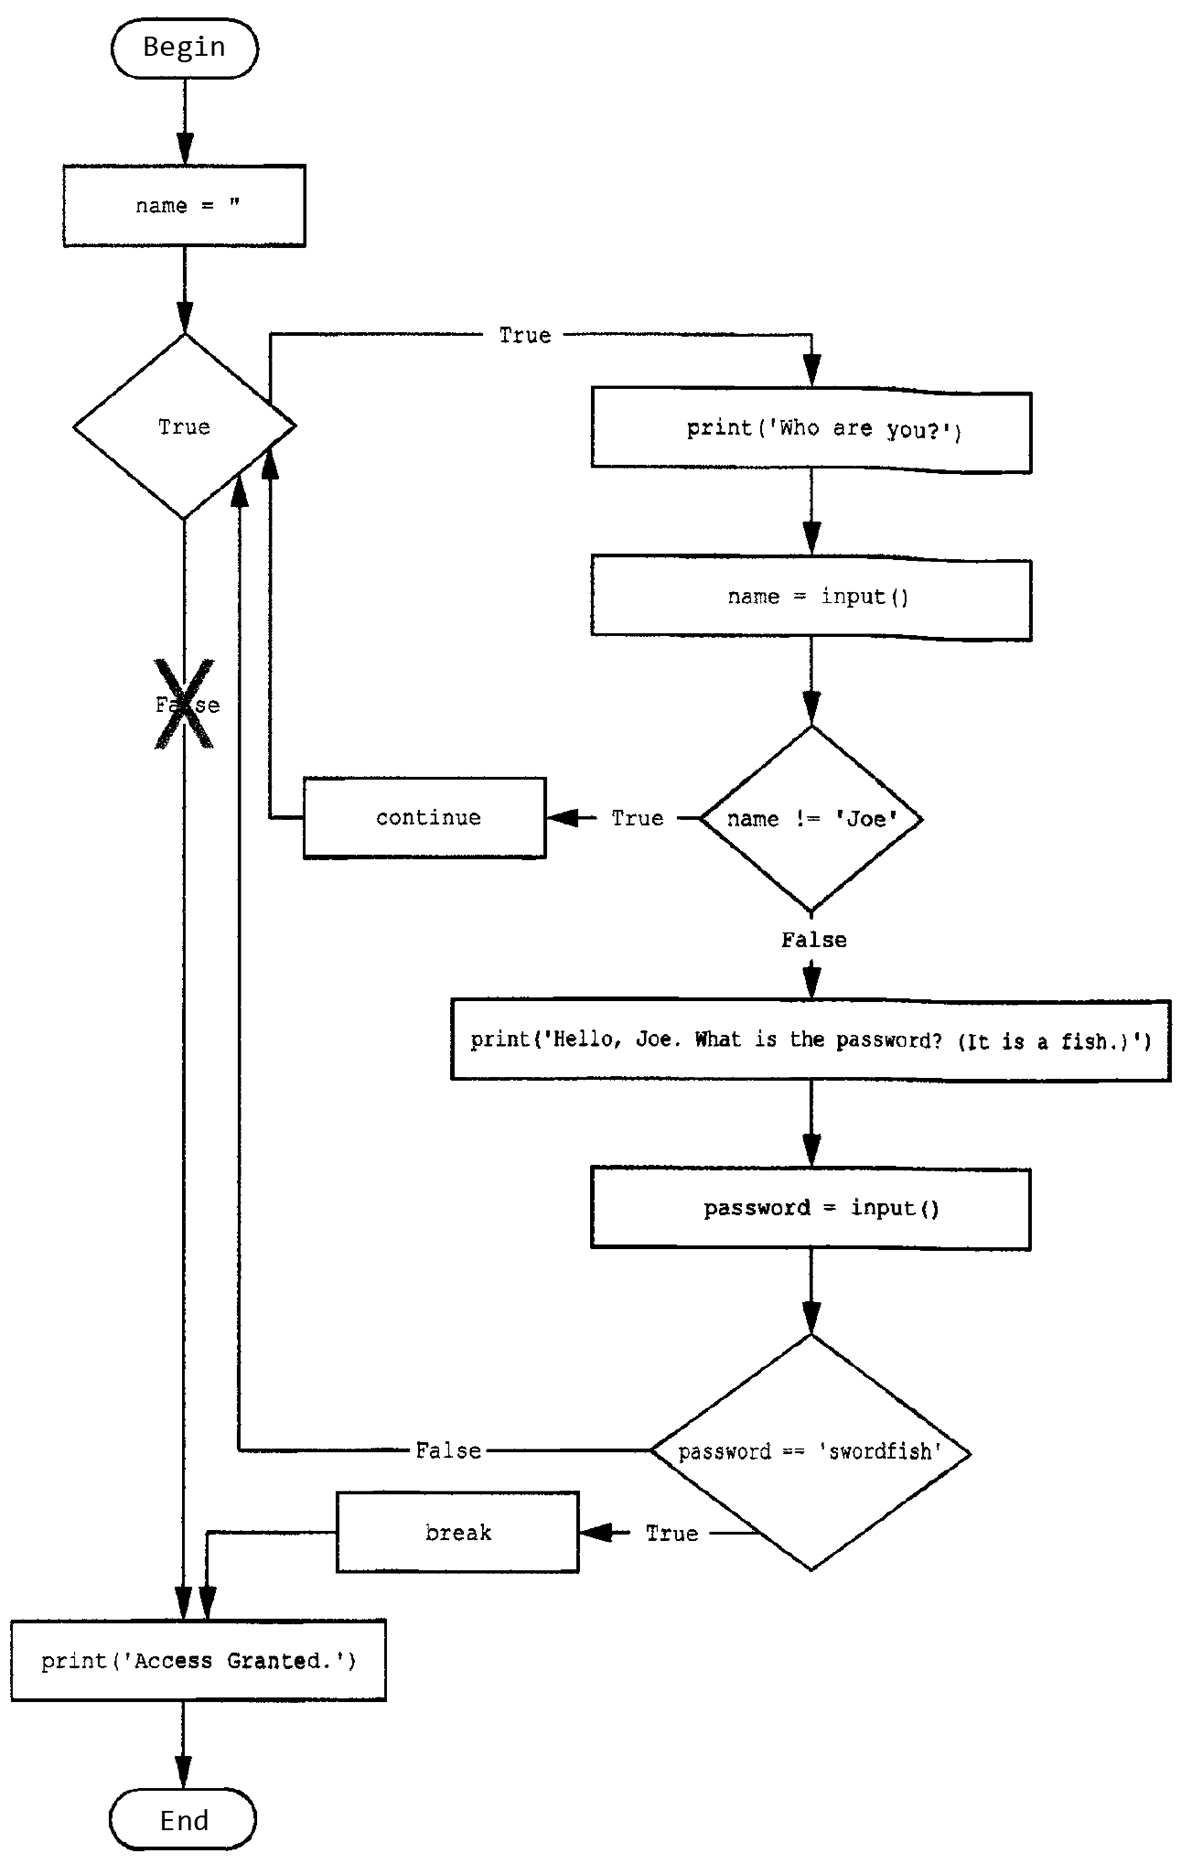 Begin
name = "
True
True
print('Who are you?')
name = input()
False
continue
True
name != 'Joe'
False
print('Hello, Joe. What is the password? (It is a fish.)')
password = input()
False
password == 'swordfish'
break
True
print('Access Granted.')
End